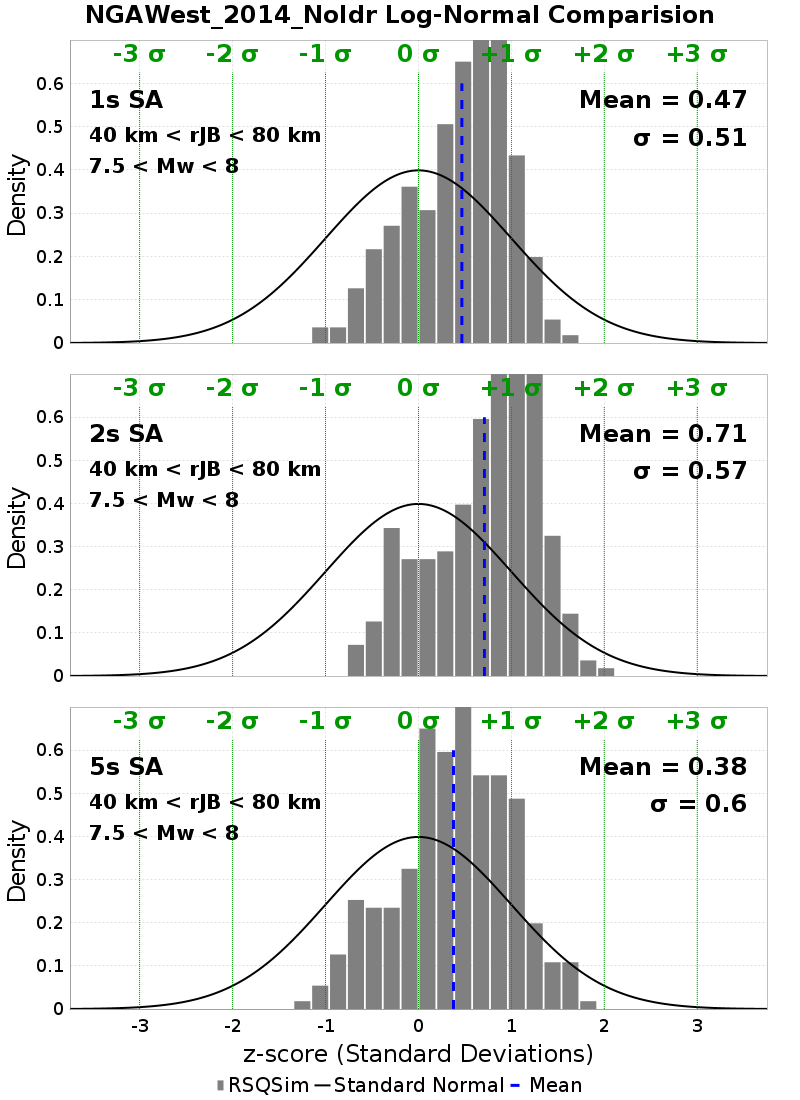 NGAWest_2014_NoIdr Log-Normal Comparision
-3 σ -2 σ -1 σ 0 σ +1 σ +2 σ +3 σ
1s SA Mean = 0.47
40 km < rJB < 80 km σ = 0.51
7.5 < Mw < 8
Density
0.6
0.5
0.4
0.3
0.2
0.1
0
-3 σ -2 σ -1 σ 0 σ +1 σ +2 σ +3 σ
2s SA Mean = 0.71
40 km < rJB < 80 km σ = 0.57
7.5 < Mw < 8
Density
0.6
0.5
0.4
0.3
0.2
0.1
0
-3 σ -2 σ -1 σ 0 σ +1 σ +2 σ +3 σ
5s SA Mean = 0.38
40 km < rJB < 80 km σ = 0.6
7.5 < Mw < 8
Density
0.6
0.5
0.4
0.3
0.2
0.1
0
-3 -2 -1 0 1 2 3
z-score (Standard Deviations)
RSQSim Standard Normal Mean